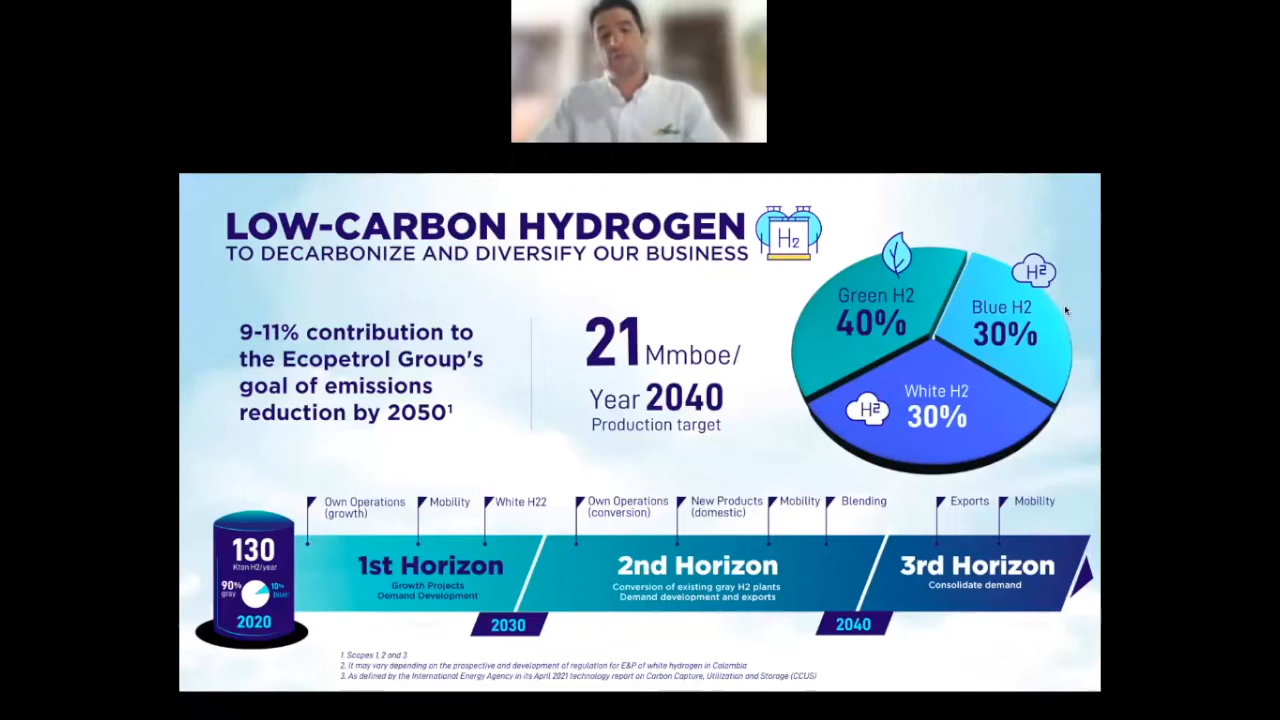 LOW-CARBON HYDROGEN
TO DECARBONIZE AND DIVERSIFY OUR BUSINESS
H2
9-11% contribution to
the Ecopetrol Group's
goal of emissions
reduction by 2050¹
21 Mmboe/
Year 2040
Production target
Green H2
40%
H2
Blue H2
30%
H2
White H2
30%
Own Operations
(growth)
Mobility
White H22
Own Operations
(conversion)
New Products
(domestic)
Mobility
Blending
Exports
Mobility
130
Kton H2/year
90%
gray
10%
blue
2020
1st Horizon
Growth Projects
Demand Development
2030
2nd Horizon
Conversion of existing gray H2 plants
Demand development and exports
2040
3rd Horizon
Consolidate demand
1. Scopes 1, 2 and 3
2. It may vary depending on the prospective and development of regulation for E&P of white hydrogen in Colombia
3. As defined by the International Energy Agency in its April 2021 technology report on Carbon Capture, Utilization and Storage (CCUS)